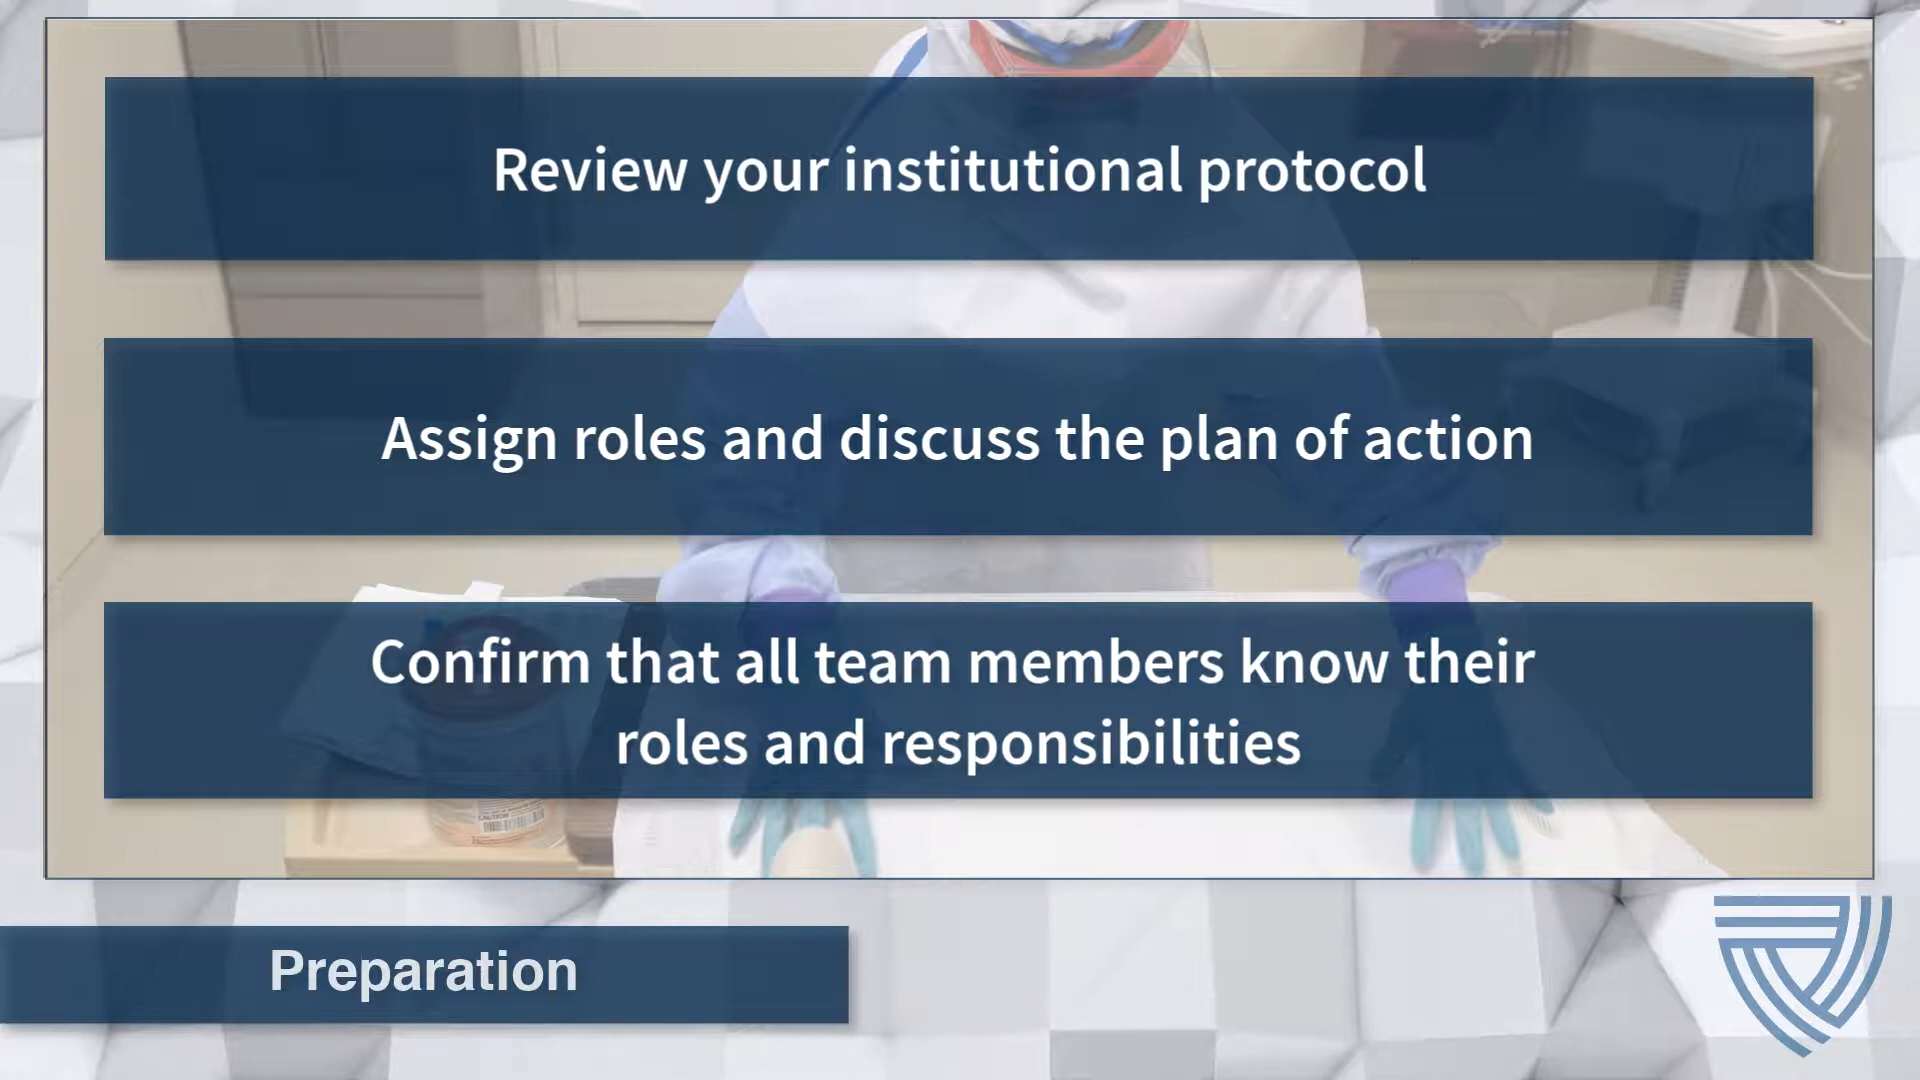 Review your institutional protocol
Assign roles and discuss the plan of action
Confirm that all team members know their
roles and responsibilities
CAUTION
Preparation